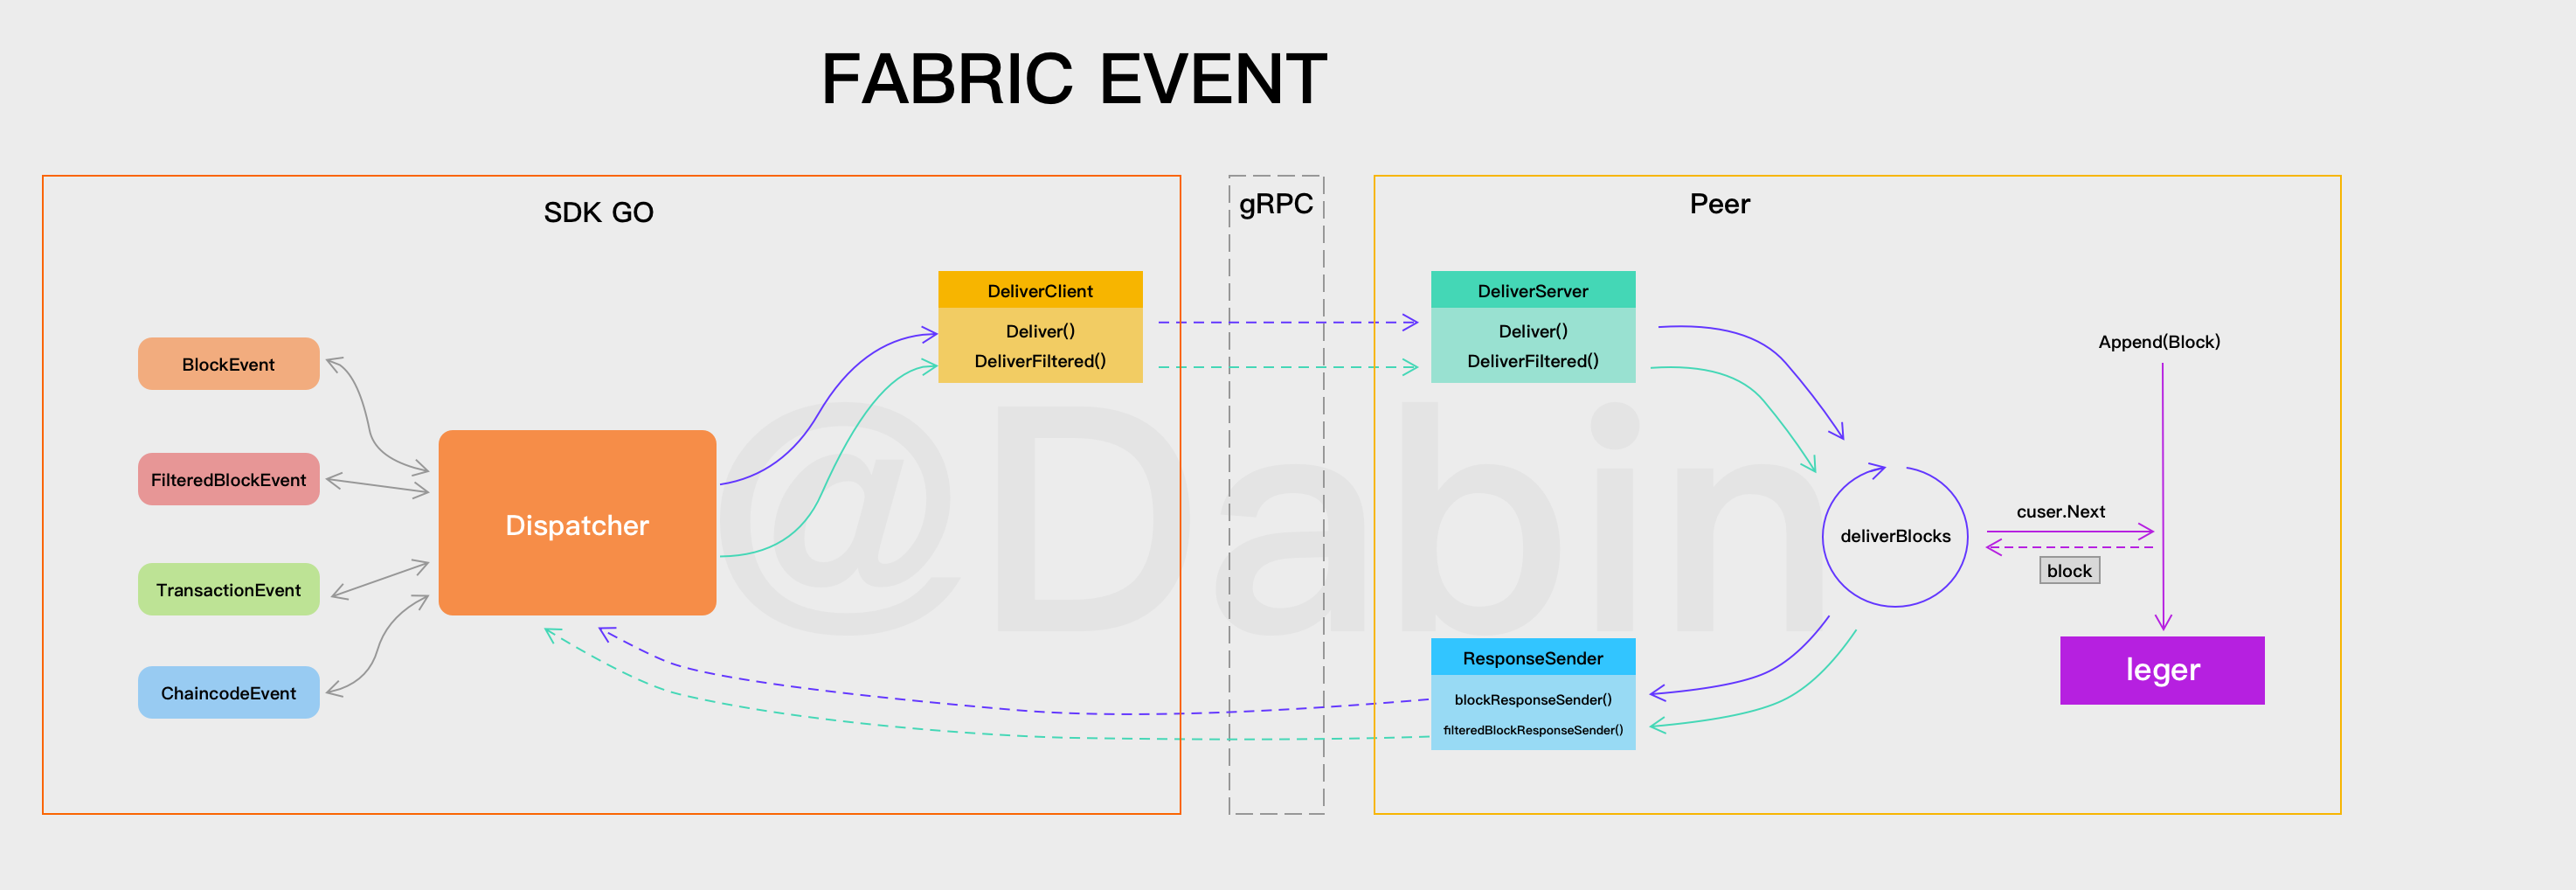 FABRIC EVENT
SDK GO
gRPC
Peer
BlockEvent
FilteredBlockEvent
TransactionEvent
ChaincodeEvent
Dispatcher
DeliverClient
Deliver()
DeliverFiltered()
DeliverServer
Deliver()
DeliverFiltered()
deliverBlocks
cuser.Next
block
Append(Block)
leger
ResponseSender
blockResponseSender()
filteredBlockResponseSender()
@Dabin